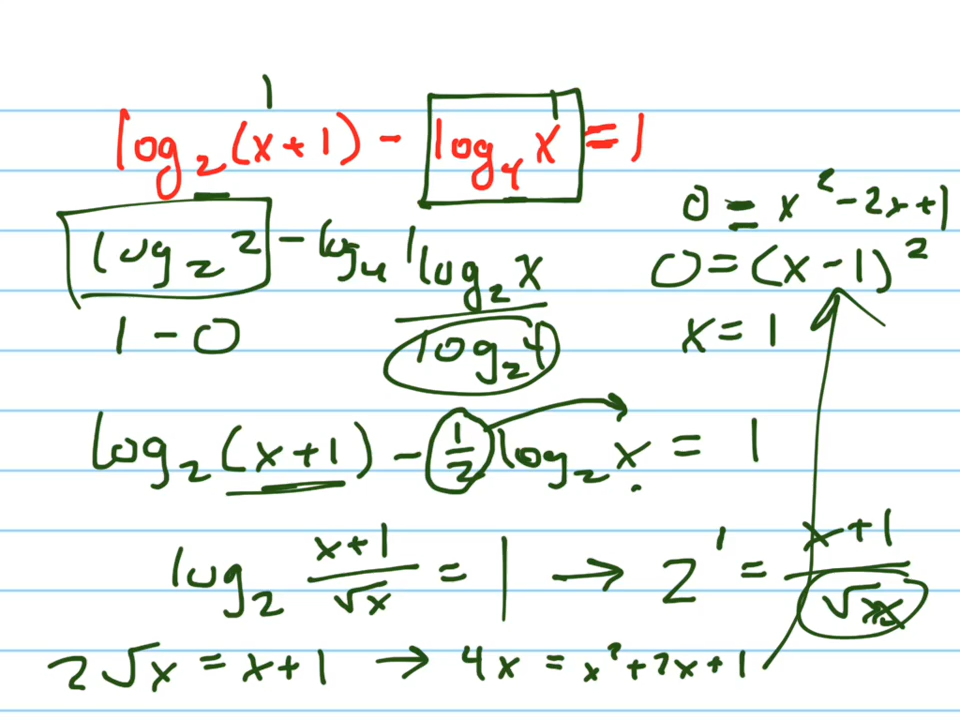 log₂(x+1) - log₄ x = 1
1 1
log₂ 2 - log₄ 1
1 - 0
log₂ x / log₂ 4
log₂ (x+1) - 1/2 log₂ x = 1
log₂ (x+1)/√x = 1 → 2¹ = (x+1)/√x
2√x = x+1 → 4x = x²+2x+1
0 = x² - 2x+1
0 = (x-1)²
x = 1